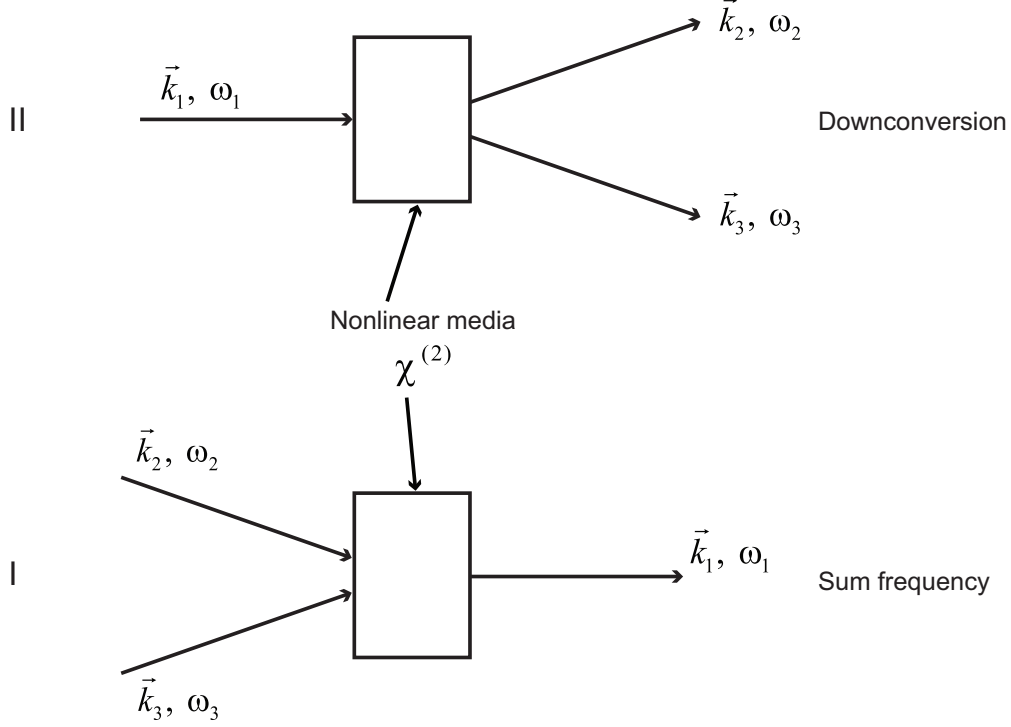 k⃗₂, ω₂
k⃗₁, ω₁
II
Downconversion
k⃗₃, ω₃
Nonlinear media
χ⁽²⁾
k⃗₂, ω₂
k⃗₁, ω₁
I
Sum frequency
k⃗₃, ω₃